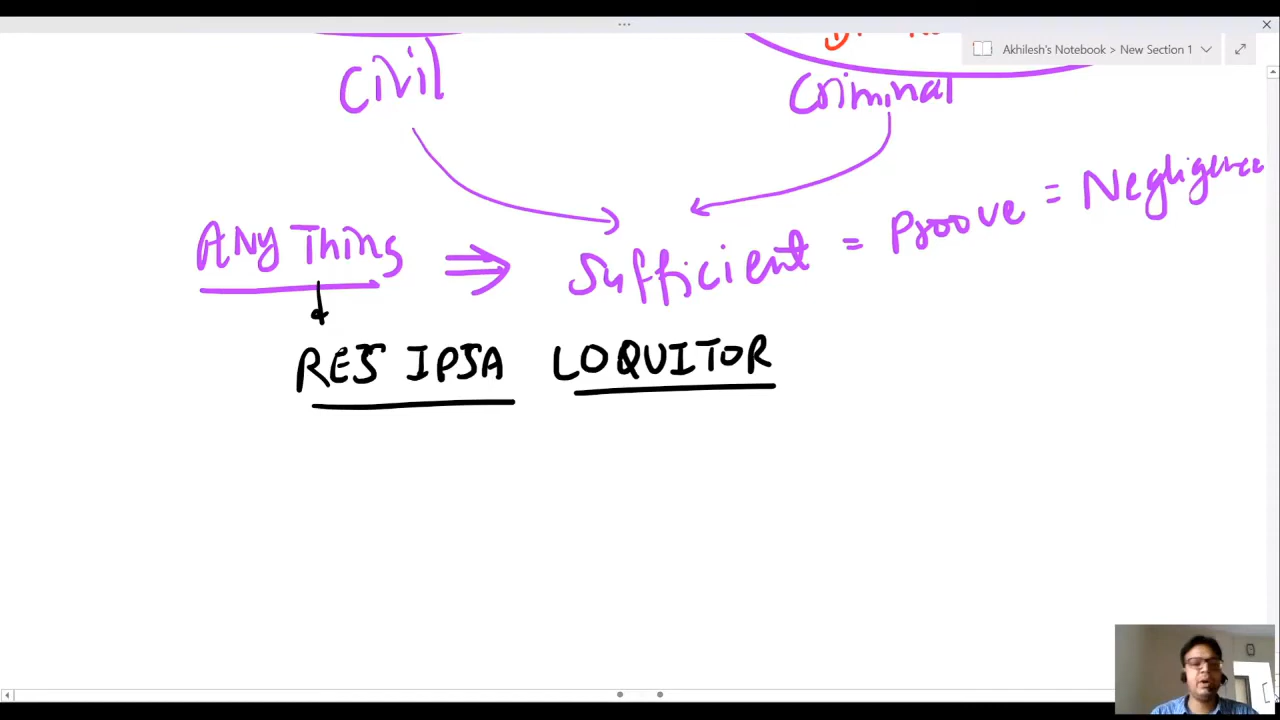 Akhilesh's Notebook > New Section 1
Civil
Criminal
ANY Thing ⇒ Sufficient = Proove = Negligence
RES IPSA LOQUITOR